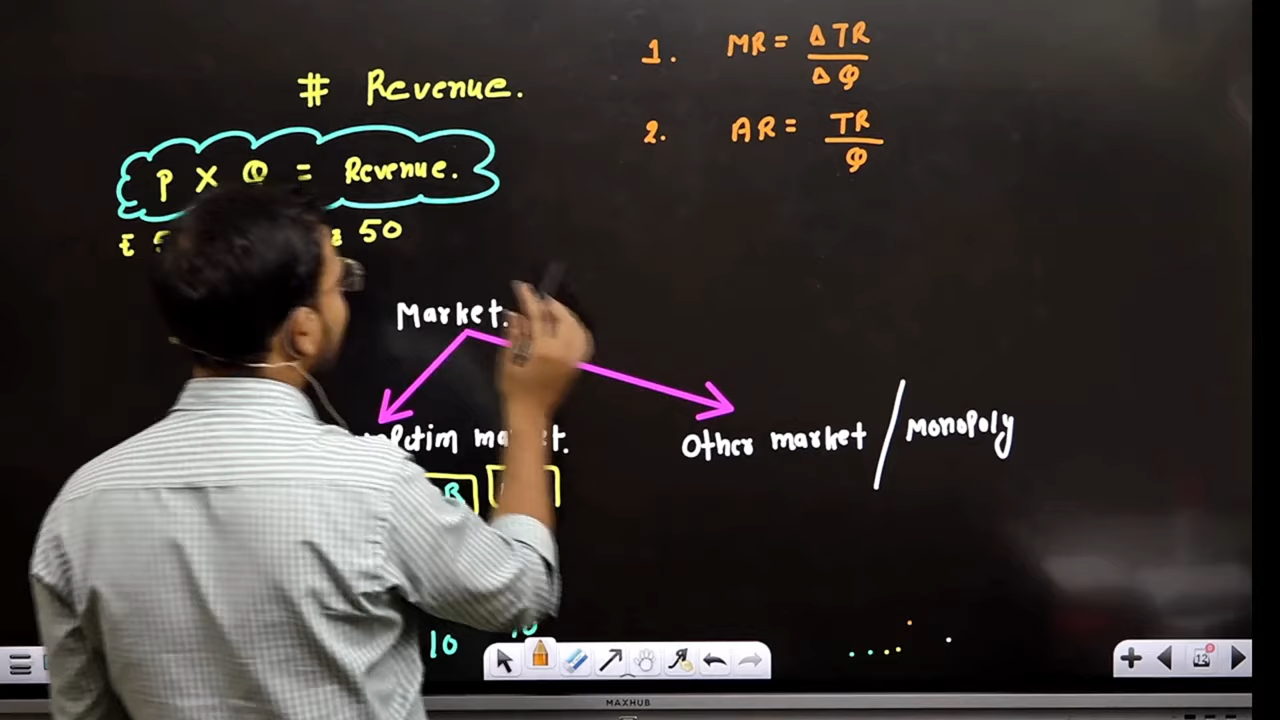 # Revenue.
P X Q = Revenue.
50
1. MR = ΔTR / ΔQ
2. AR = TR / Q
Market.
Other market / Monopoly
10
MAXHUB